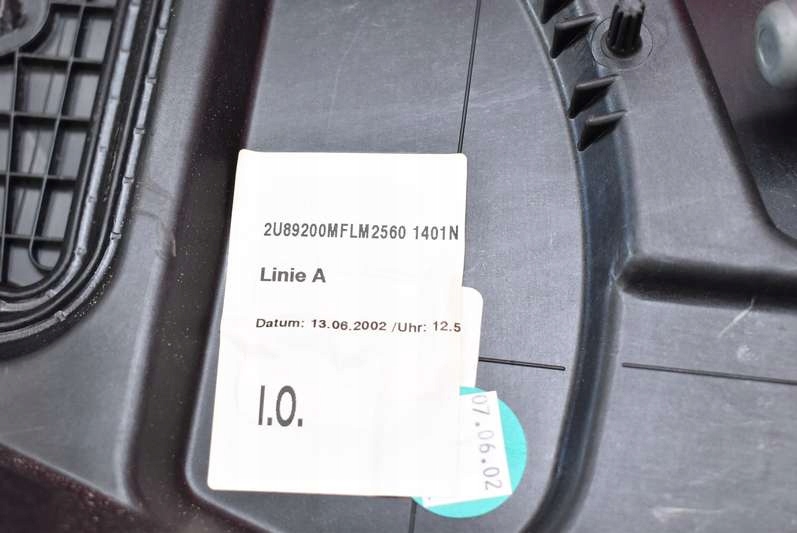 2U89200MFLM2560 1401N
Linie A
Datum: 13.06.2002 /Uhr: 12.5
I.O.
07.06.02